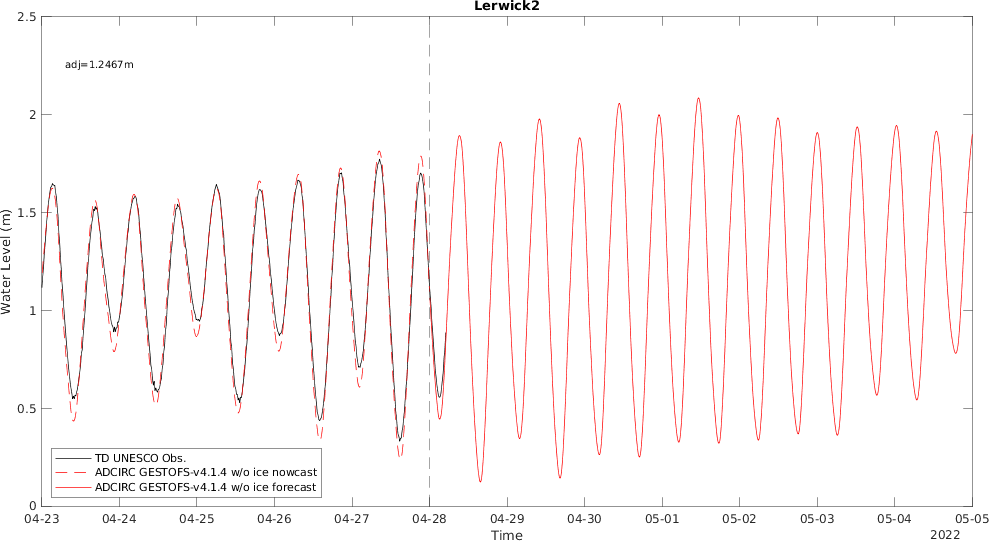 Lerwick2
2.5
2
1.5
1
0.5
0
Water Level (m)
adj=1.2467m
TD UNESCO Obs.
ADCIRC GESTOFS-v4.1.4 w/o ice nowcast
ADCIRC GESTOFS-v4.1.4 w/o ice forecast
04-23 04-24 04-25 04-26 04-27 04-28 04-29 04-30 05-01 05-02 05-03 05-04 05-05
Time
2022